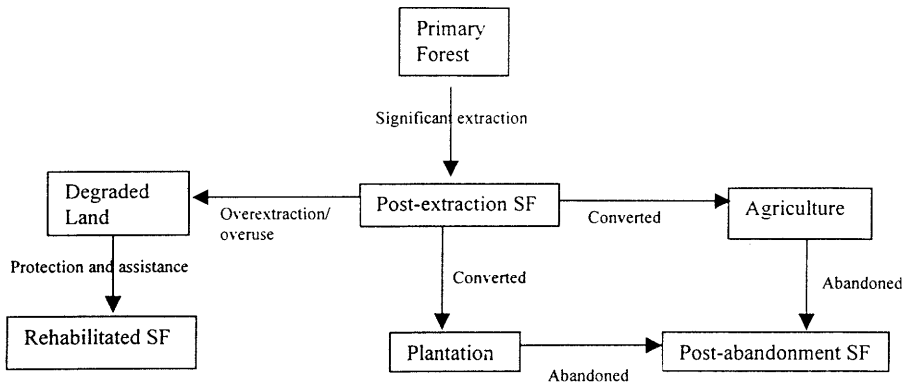 Primary
Forest
Significant extraction
Degraded
Land
Overextraction/
overuse
Post-extraction SF
Converted
Agriculture
Protection and assistance
Converted
Abandoned
Rehabilitated SF
Plantation
Abandoned
Post-abandonment SF